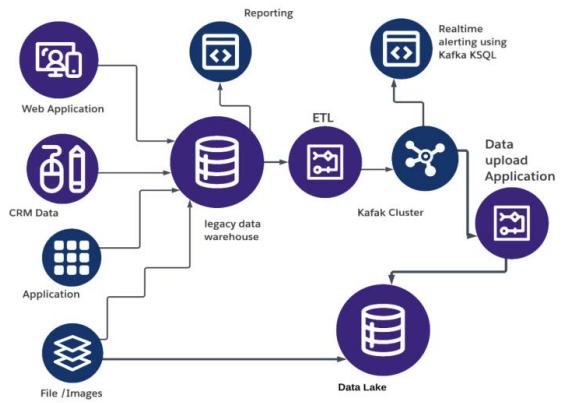 Reporting
Realtime
alerting using
Kafka KSQL
Web Application
ETL
Data
upload
Application
CRM Data
legacy data
warehouse
Kafak Cluster
Application
File /Images
Data Lake